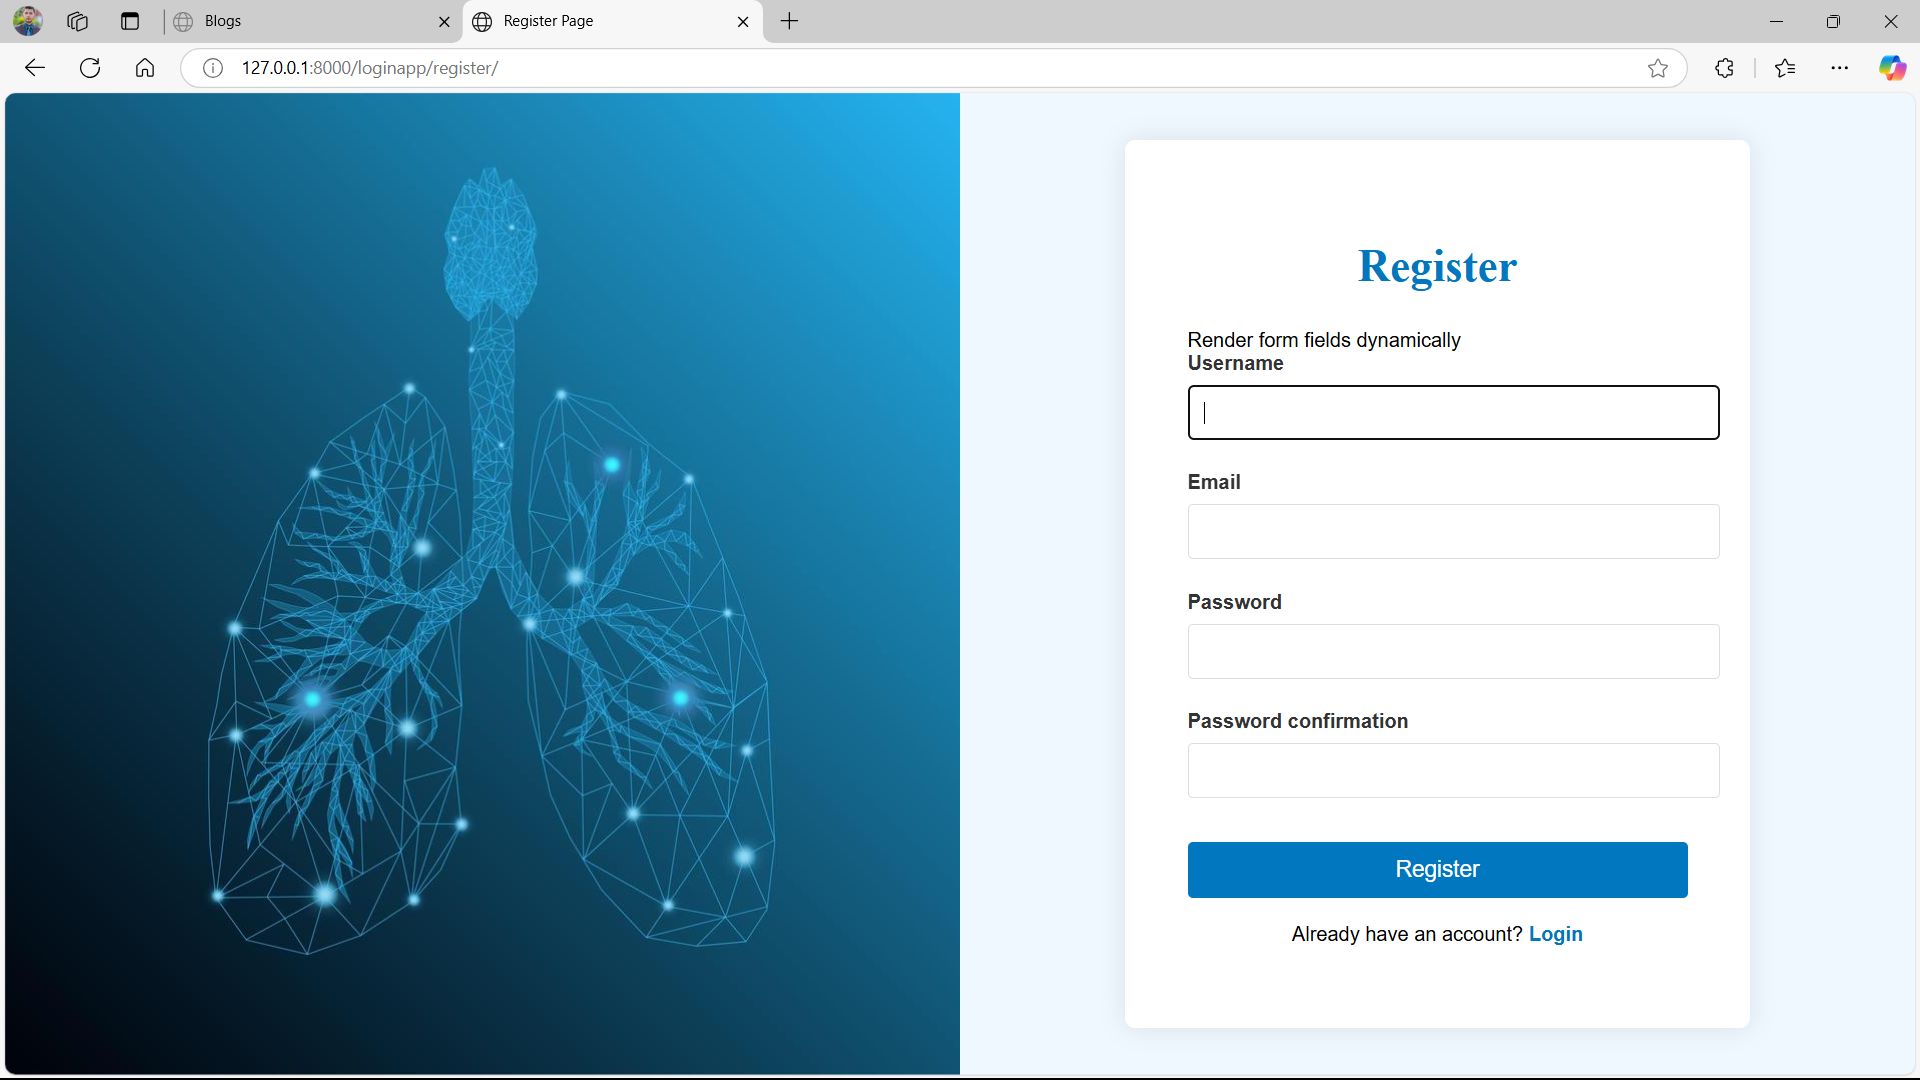 Blogs
Register Page
127.0.0.1:8000/loginapp/register/
Register
Render form fields dynamically
Username
Email
Password
Password confirmation
Register
Already have an account? Login